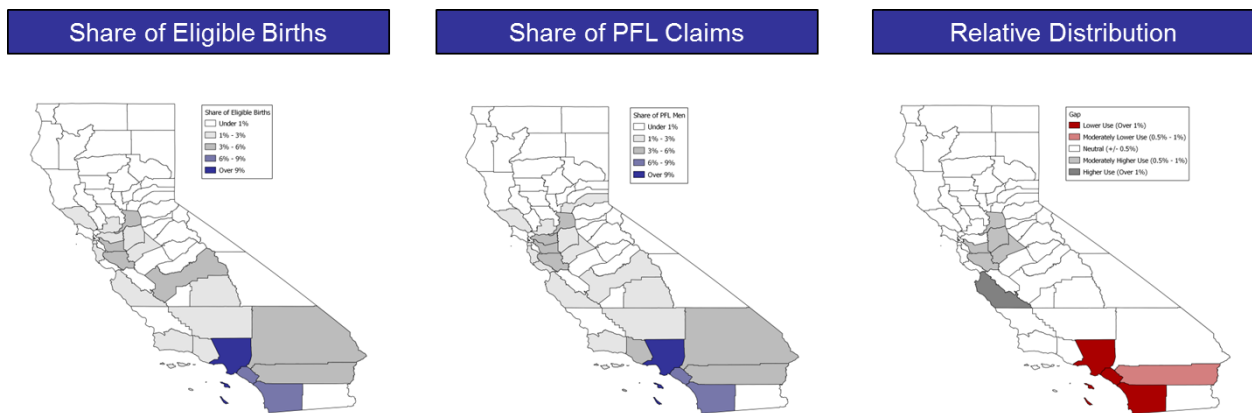 Share of Eligible Births
Share of PFL Claims
Relative Distribution
Share of Eligible Births
Under 1%
1% - 3%
3% - 6%
6% - 9%
Over 9%
Share of PFL Men
Under 1%
1% - 3%
3% - 6%
6% - 9%
Over 9%
Gap
Lower Use (Over 1%)
Moderately Lower Use (0.5% - 1%)
Neutral (+/- 0.5%)
Moderately Higher Use (0.5% - 1%)
Higher Use (Over 1%)